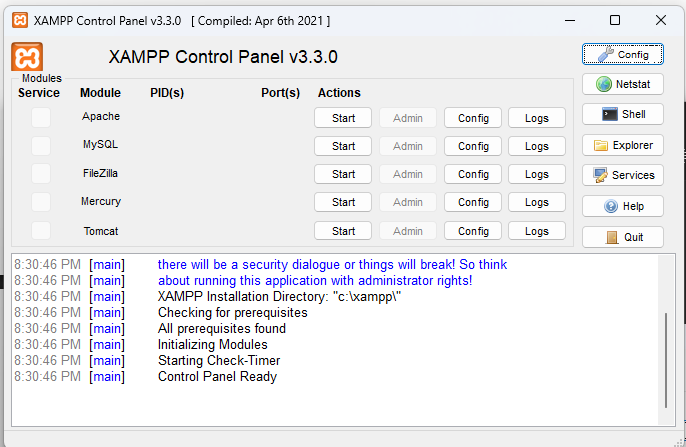 XAMPP Control Panel v3.3.0 [ Compiled: Apr 6th 2021 ]
XAMPP Control Panel v3.3.0
Config
Modules
Service Module PID(s) Port(s) Actions
Netstat
Apache Start Admin Config Logs
Shell
MySQL Start Admin Config Logs
Explorer
FileZilla Start Admin Config Logs
Services
Mercury Start Admin Config Logs
Help
Tomcat Start Admin Config Logs
Quit
8:30:46 PM [main] there will be a security dialogue or things will break! So think
8:30:46 PM [main] about running this application with administrator rights!
8:30:46 PM [main] XAMPP Installation Directory: "c:\xampp\"
8:30:46 PM [main] Checking for prerequisites
8:30:46 PM [main] All prerequisites found
8:30:46 PM [main] Initializing Modules
8:30:46 PM [main] Starting Check-Timer
8:30:46 PM [main] Control Panel Ready